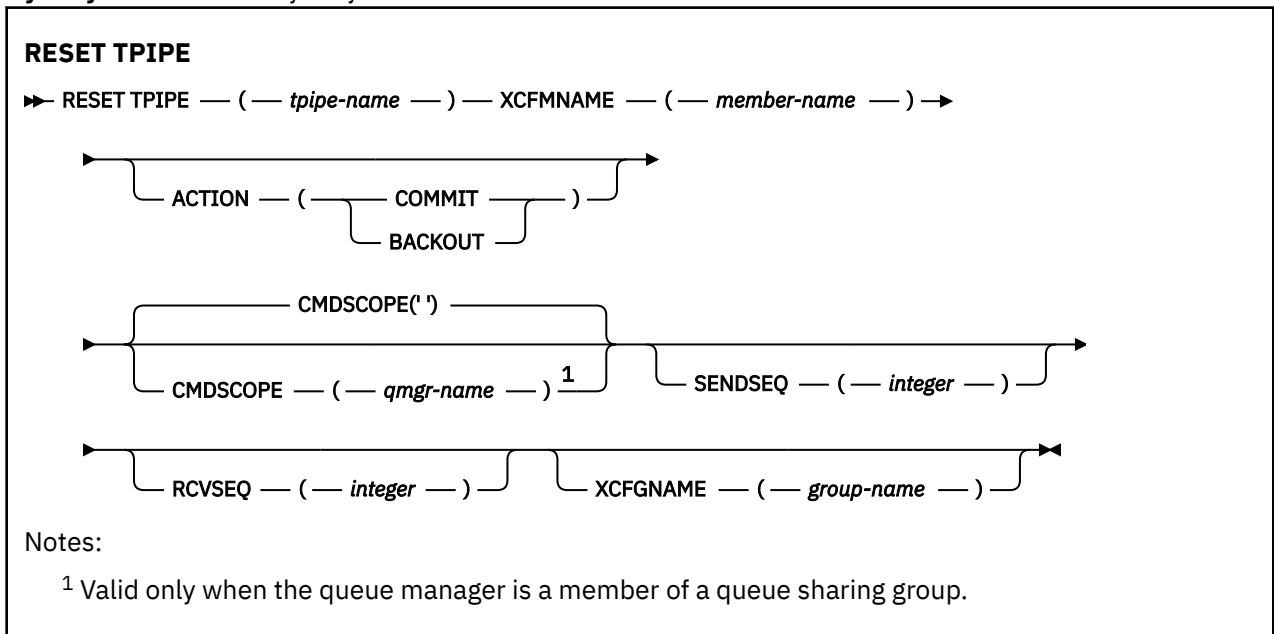 RESET TPIPE
RESET TPIPE ( tpipe-name ) XCFMNAME ( member-name )
ACTION ( COMMIT )
BACKOUT
CMDSCOPE(' ')
CMDSCOPE ( qmgr-name ) 1 SENDSEQ ( integer )
RCVSEQ ( integer ) XCFGNAME ( group-name )
Notes:
1 Valid only when the queue manager is a member of a queue sharing group.